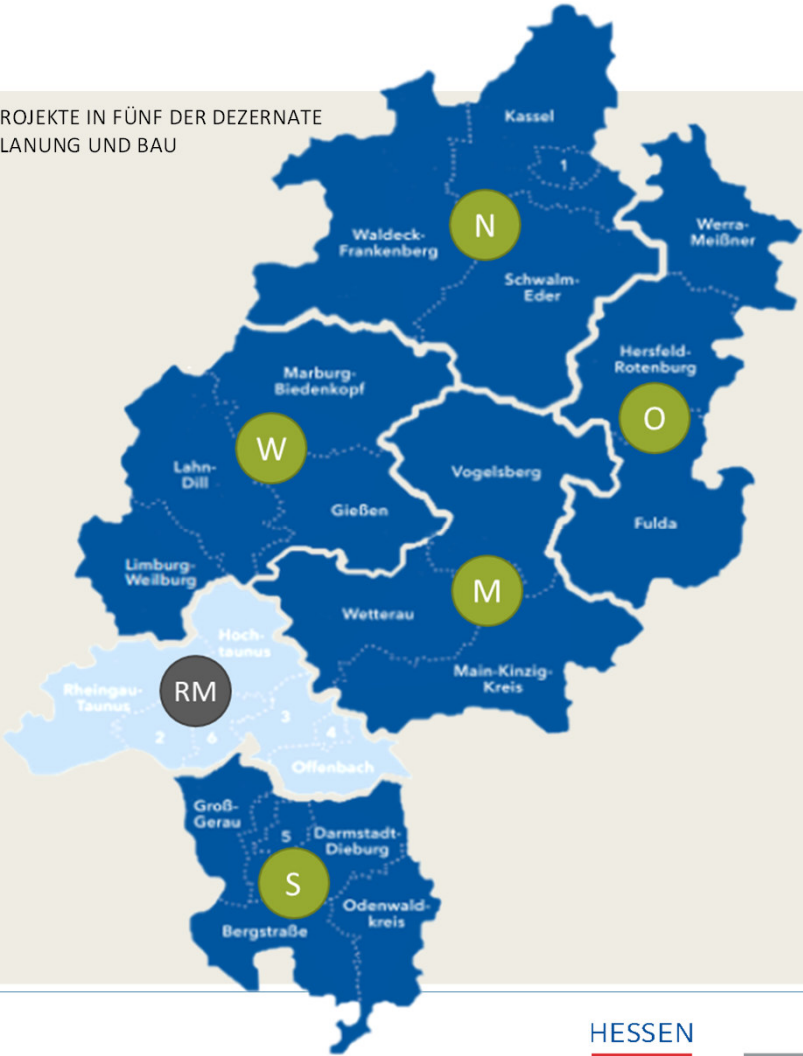 ROJEKTE IN FÜNF DER DEZERNATE
LANUNG UND BAU
Kassel
1
N
Waldeck-
Frankenberg
Werra-
Meißner
Schwalm-
Eder
Hersfeld-
Rotenburg
Marburg-
Biedenkopf
O
W
Lahn-
Dill
Vogelsberg
Gießen
Fulda
Limburg-
Weilburg
M
Wetterau
Hoch-
taunus
Main-Kinzig-
Kreis
RM
Rheingau-
Taunus
3
2
6
4
Offenbach
Groß-
Gerau
5
Darmstadt-
Dieburg
S
Odenwald-
kreis
Bergstraße
HESSEN